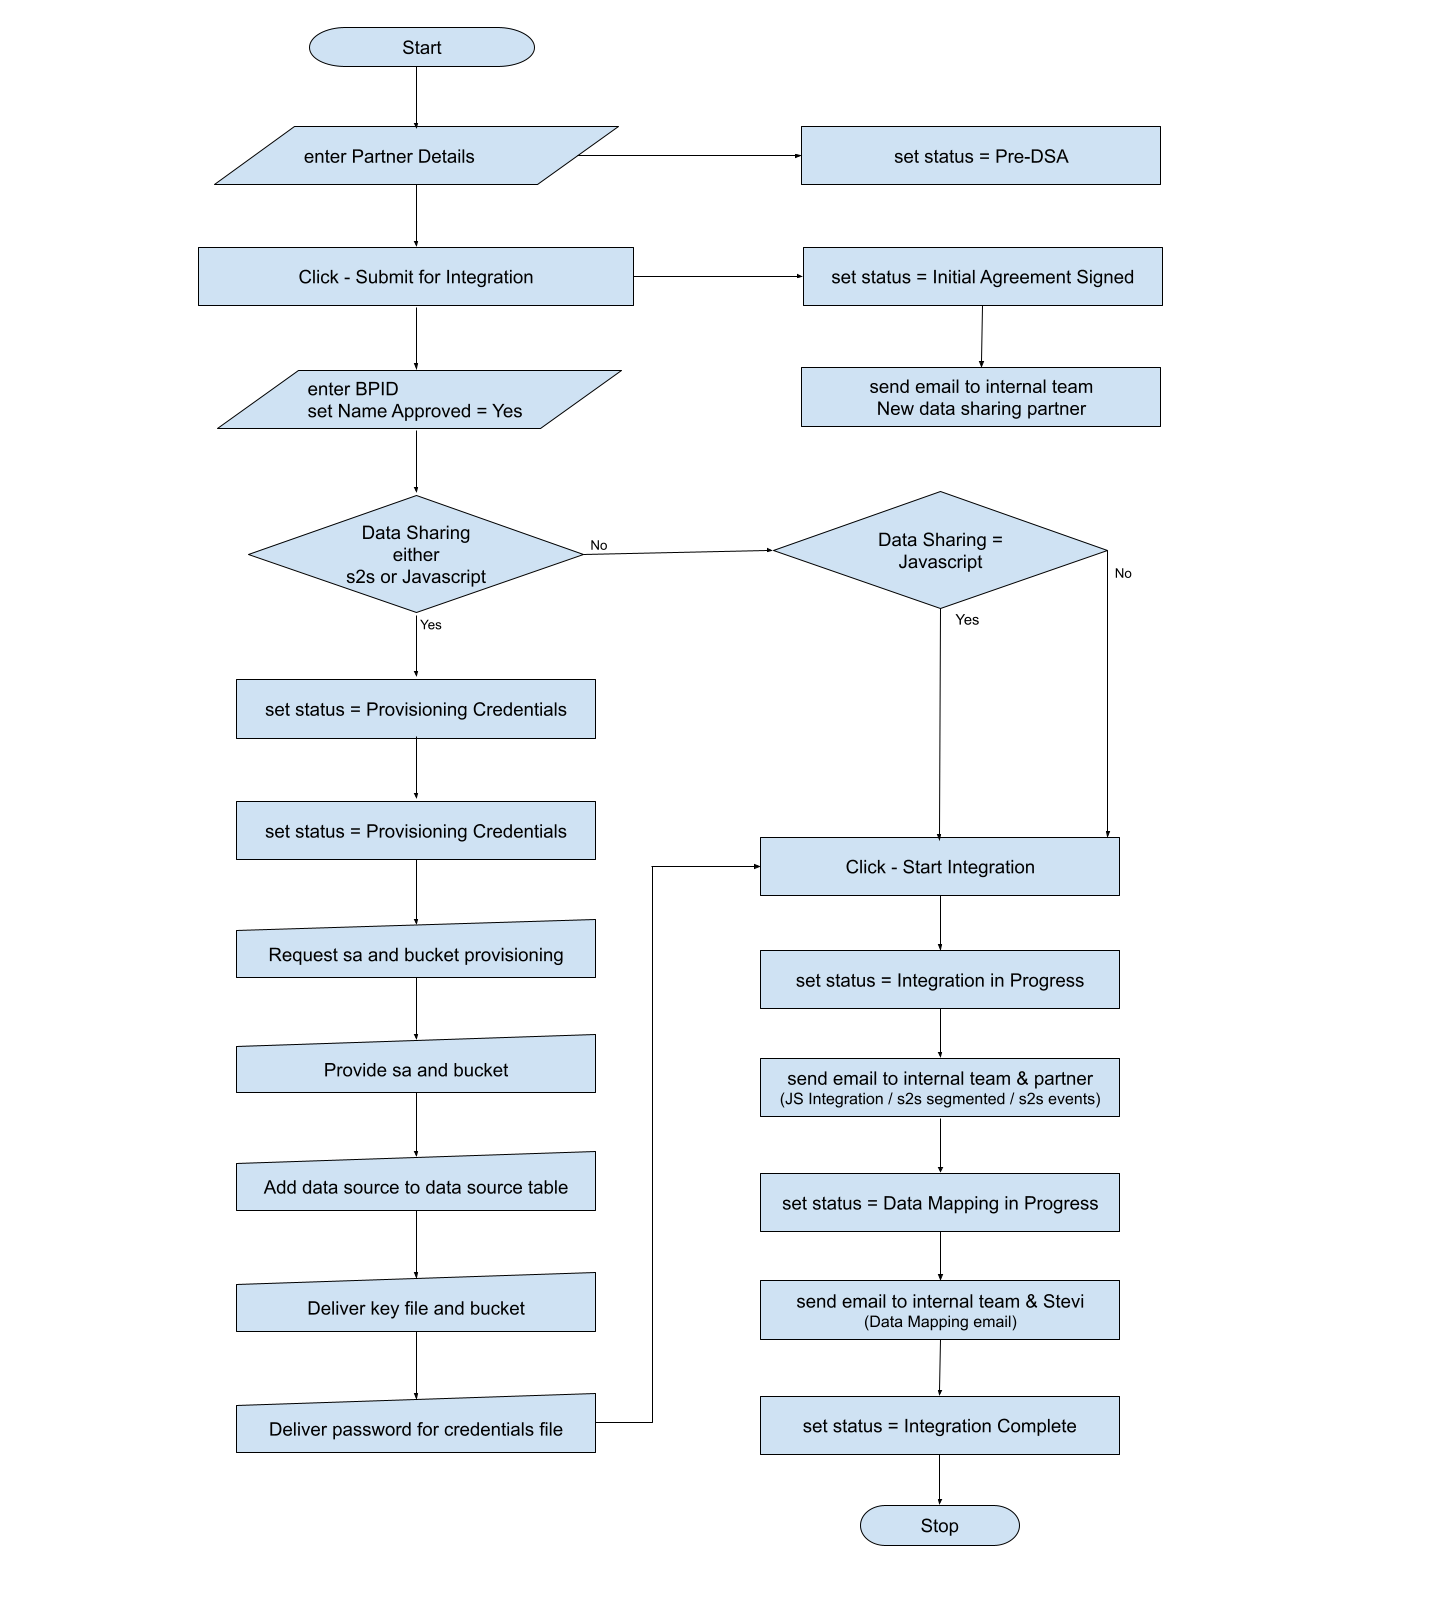 Start
enter Partner Details
set status = Pre-DSA
Click - Submit for Integration
set status = Initial Agreement Signed
enter BPID
set Name Approved = Yes
send email to internal team
New data sharing partner
Data Sharing
either
s2s or Javascript
No
Data Sharing =
Javascript
No
Yes
Yes
set status = Provisioning Credentials
set status = Provisioning Credentials
Request sa and bucket provisioning
Provide sa and bucket
Add data source to data source table
Deliver key file and bucket
Deliver password for credentials file
Click - Start Integration
set status = Integration in Progress
send email to internal team & partner
(JS Integration / s2s segmented / s2s events)
set status = Data Mapping in Progress
send email to internal team & Stevi
(Data Mapping email)
set status = Integration Complete
Stop